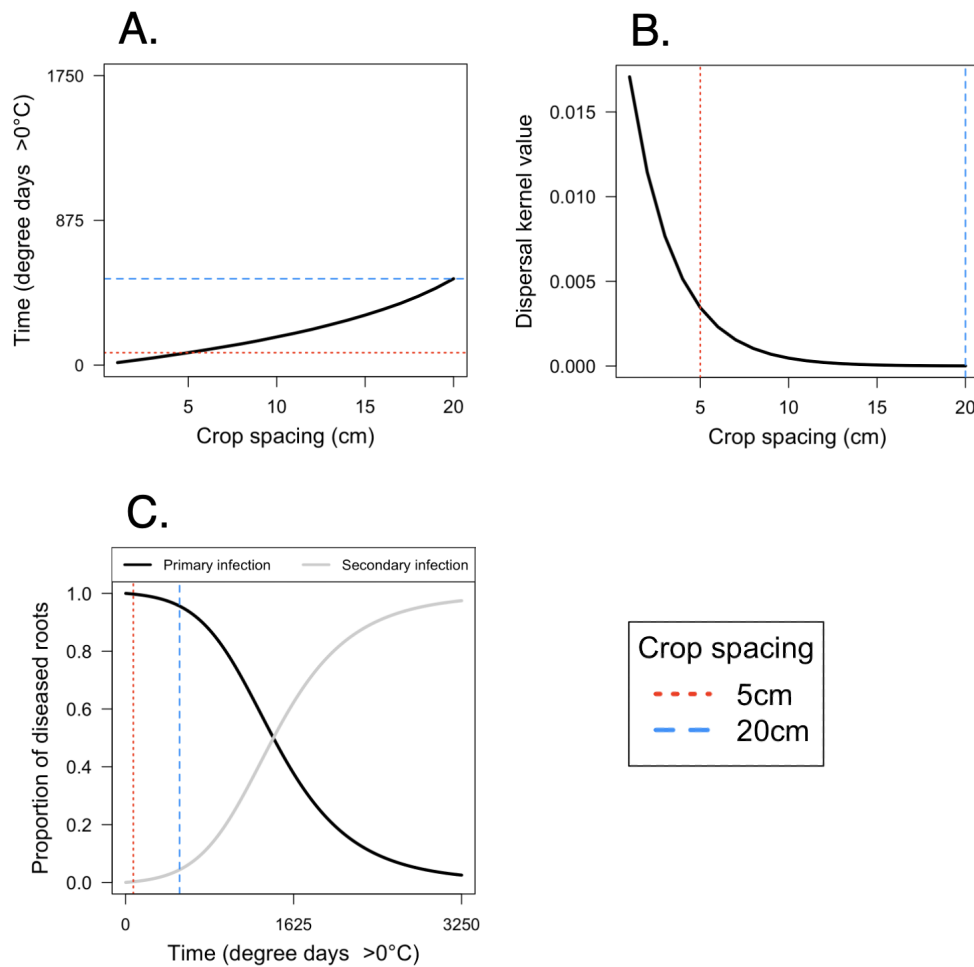 A.
Time (degree days >0°C)
1750
875
0
5 10 15 20
Crop spacing (cm)
B.
Dispersal kernel value
0.015
0.010
0.005
0.000
5 10 15 20
Crop spacing (cm)
C.
Primary infection Secondary infection
Proportion of diseased roots
1.0
0.8
0.6
0.4
0.2
0.0
0 1625 3250
Time (degree days >0°C)
Crop spacing
5cm
20cm